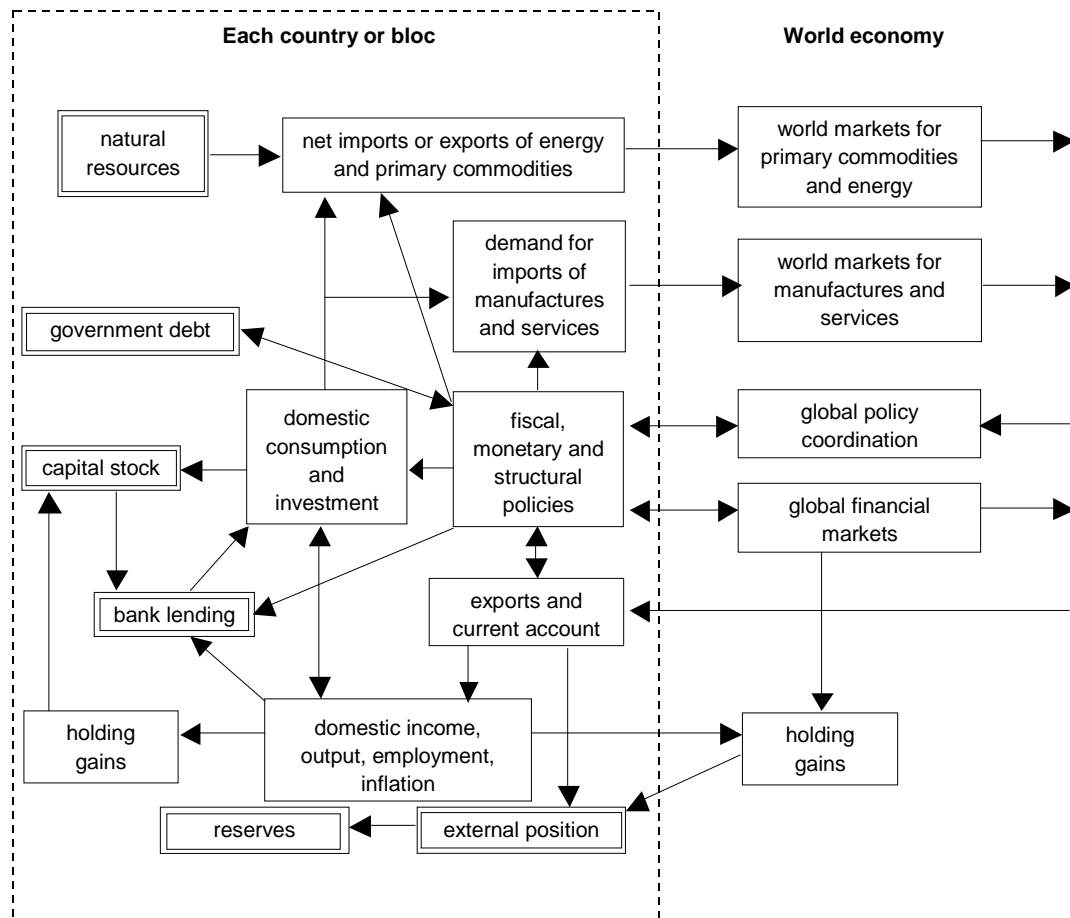 Each country or bloc
World economy
natural
resources
net imports or exports of energy
and primary commodities
world markets for
primary commodities
and energy
demand for
imports of
manufactures
and services
world markets for
manufactures and
services
government debt
domestic
consumption
and
investment
fiscal,
monetary and
structural
policies
global policy
coordination
capital stock
global financial
markets
bank lending
exports and
current account
holding
gains
domestic income,
output, employment,
inflation
holding
gains
reserves
external position